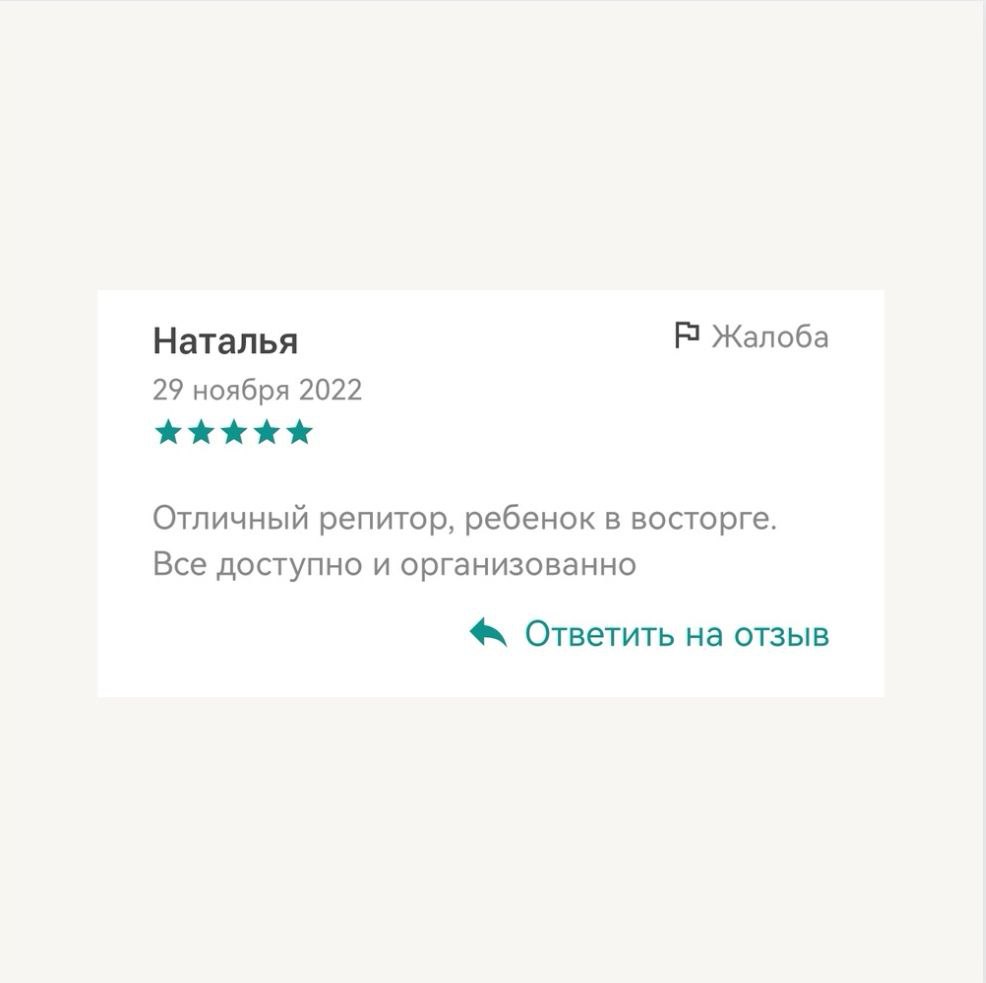 Наталья
Жалоба
29 ноября 2022
Отличный репитор, ребенок в восторге.
Все доступно и организованно
Ответить на отзыв